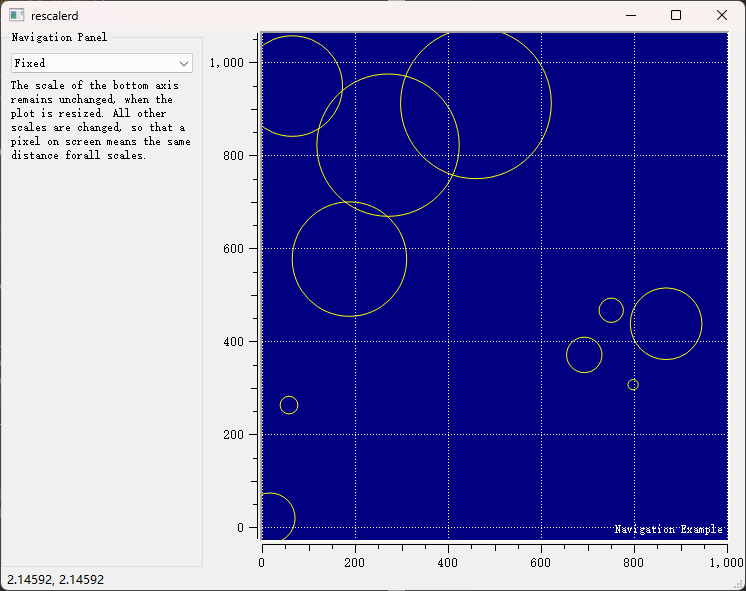 rescalerd
Navigation Panel
Fixed
The scale of the bottom axis
remains unchanged, when the
plot is resized. All other
scales are changed, so that a
pixel on screen means the same
distance forall scales.
1,000
800
600
400
200
0
Navigation Example
0 200 400 600 800 1,000
2.14592, 2.14592